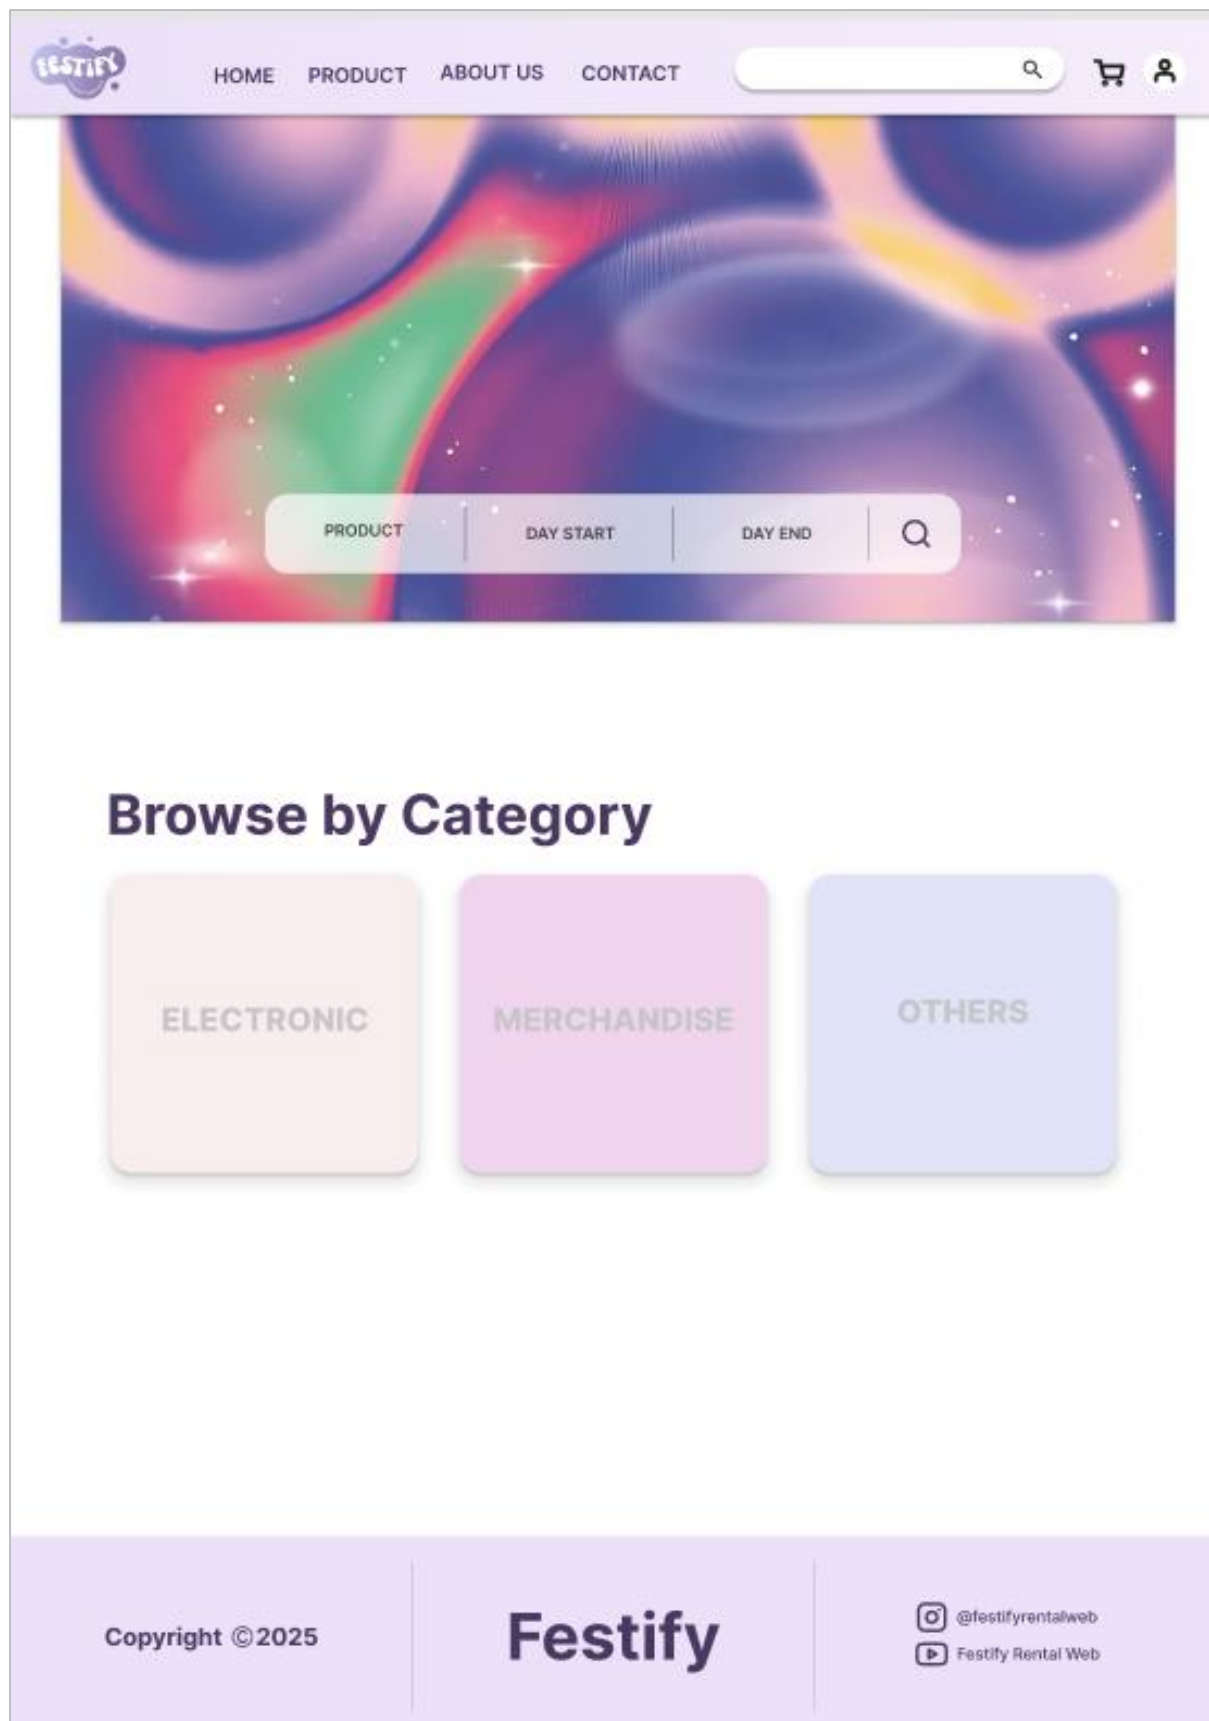 FESTIFY
HOME PRODUCT ABOUT US CONTACT
PRODUCT DAY START DAY END
Browse by Category
ELECTRONIC MERCHANDISE OTHERS
Copyright ©2025
Festify
@festifyrentalweb
Festify Rental Web